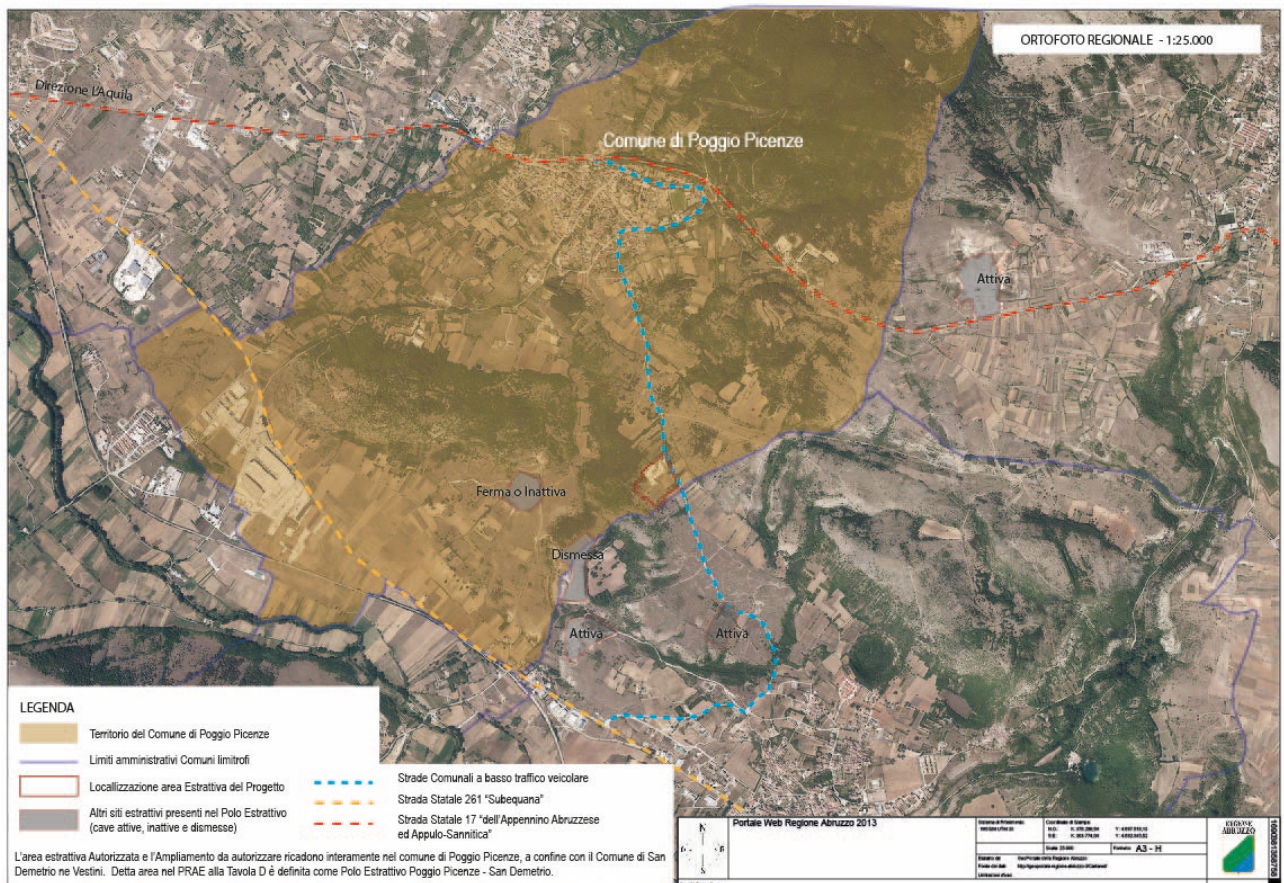 ORTOFOTO REGIONALE - 1:25.000
Direzione L'Aquila
Comune di Poggio Picenze
Attiva
Ferma o Inattiva
Dismessa
Attiva
Attiva
LEGENDA
Territorio del Comune di Poggio Picenze
Limiti amministrativi Comuni limitrofi
Locallizzazione area Estrattiva del Progetto
Altri siti estrattivi presenti nel Polo Estrattivo
(cave attive, inattive e dismesse)
Strade Comunali a basso traffico veicolare
Strada Statale 261 "Subequana"
Strada Statale 17 "dell'Appennino Abruzzese
ed Appulo-Sannitica"
L'area estrattiva Autorizzata e l'Ampliamento da autorizzare ricadono interamente nel comune di Poggio Picenze, a confine con il Comune di San
Demetrio ne Vestini. Detta area nel PRAE alla Tavola D è definita come Polo Estrattivo Poggio Picenze - San Demetrio.
N
S
Portale Web Regione Abruzzo 2013
Formato: A3 - H
REGIONE
ABRUZZO